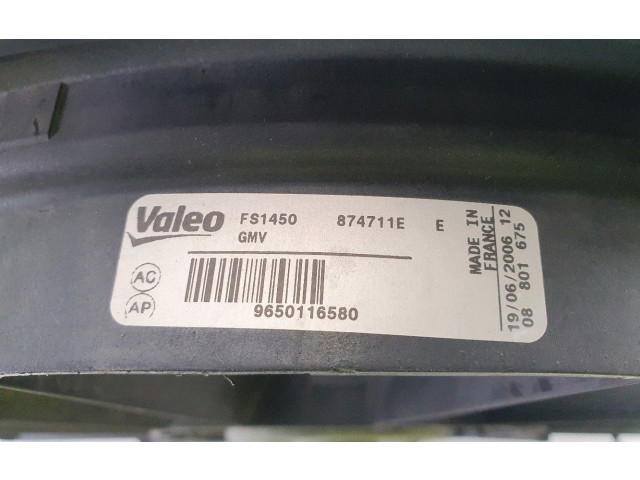 Valeo FS1450 874711E E
GMV
AC
AP
9650116580
MADE IN
FRANCE
19/06/2006 12
08 801 675